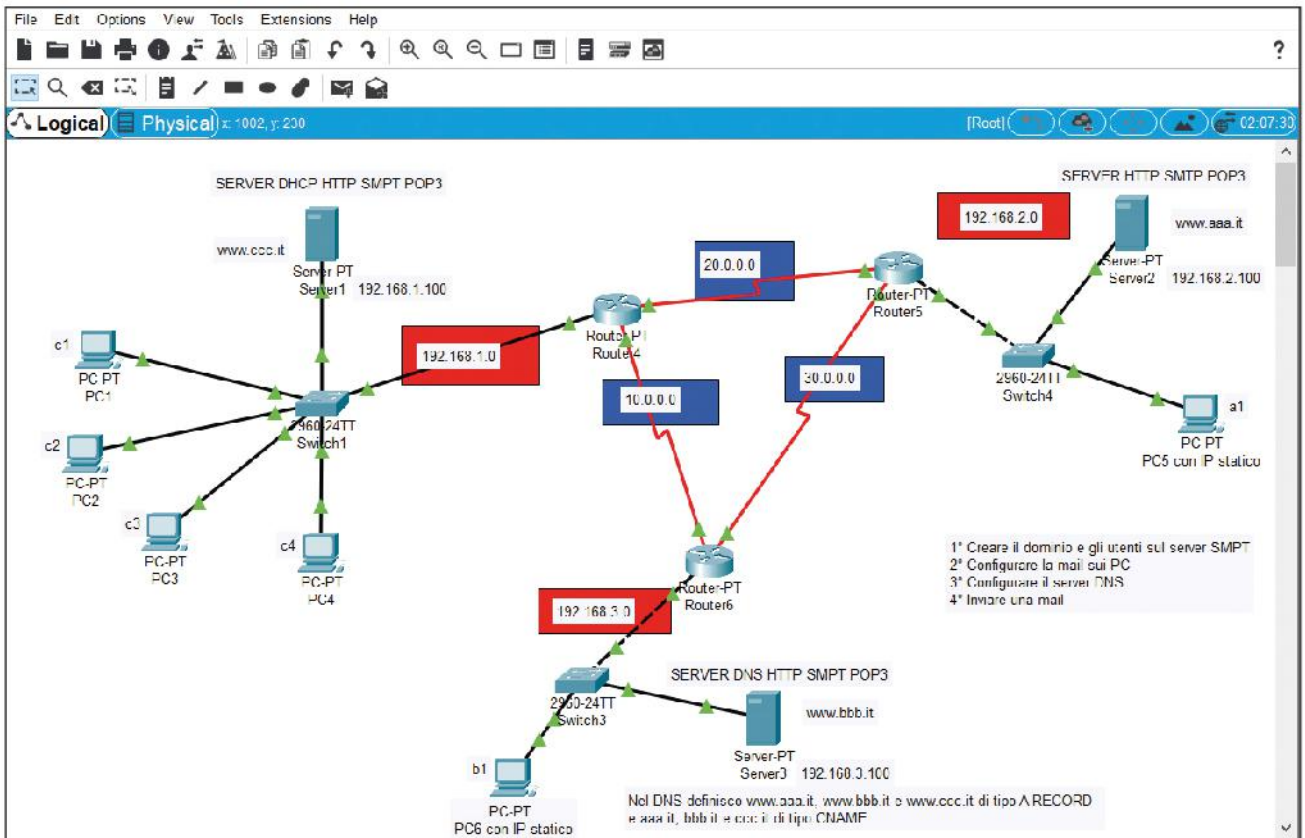 File Edit Options View Tools Extensions Help
?
Logical Physical x: 1002, y: 230 [Root] 02:07:30
SERVER DHCP HTTP SMPT POP3
www.ccc.it
Server-PT
Server1 192.168.1.100
c1
PC-PT
PC1
c2
PC-PT
PC2
c3
PC-PT
PC3
c4
PC-PT
PC4
2960-24TT
Switch1
192.168.1.0
Router-PT
Router4
20.0.0.0
10.0.0.0
30.0.0.0
Router-PT
Router5
192.168.2.0
SERVER HTTP SMTP POP3
www.aaa.it
Server-PT
Server2 192.168.2.100
2960-24TT
Switch4
a1
PC-PT
PC5 con IP statico
1° Creare il dominio e gli utenti sul server SMPT
2° Configurare la mail sui PC
3° Configurare il server DNS
4° Inviare una mail
Router-PT
Router6
192.168.3.0
SERVER DNS HTTP SMPT POP3
2960-24TT
Switch3
www.bbb.it
Server-PT
Server3 192.168.3.100
b1
PC-PT
PC6 con IP statico
Nel DNS definisco www.aaa.it, www.bbb.it e www.ccc.it di tipo A RECORD
e aaa.it, bbb.it e ccc.it di tipo CNAME